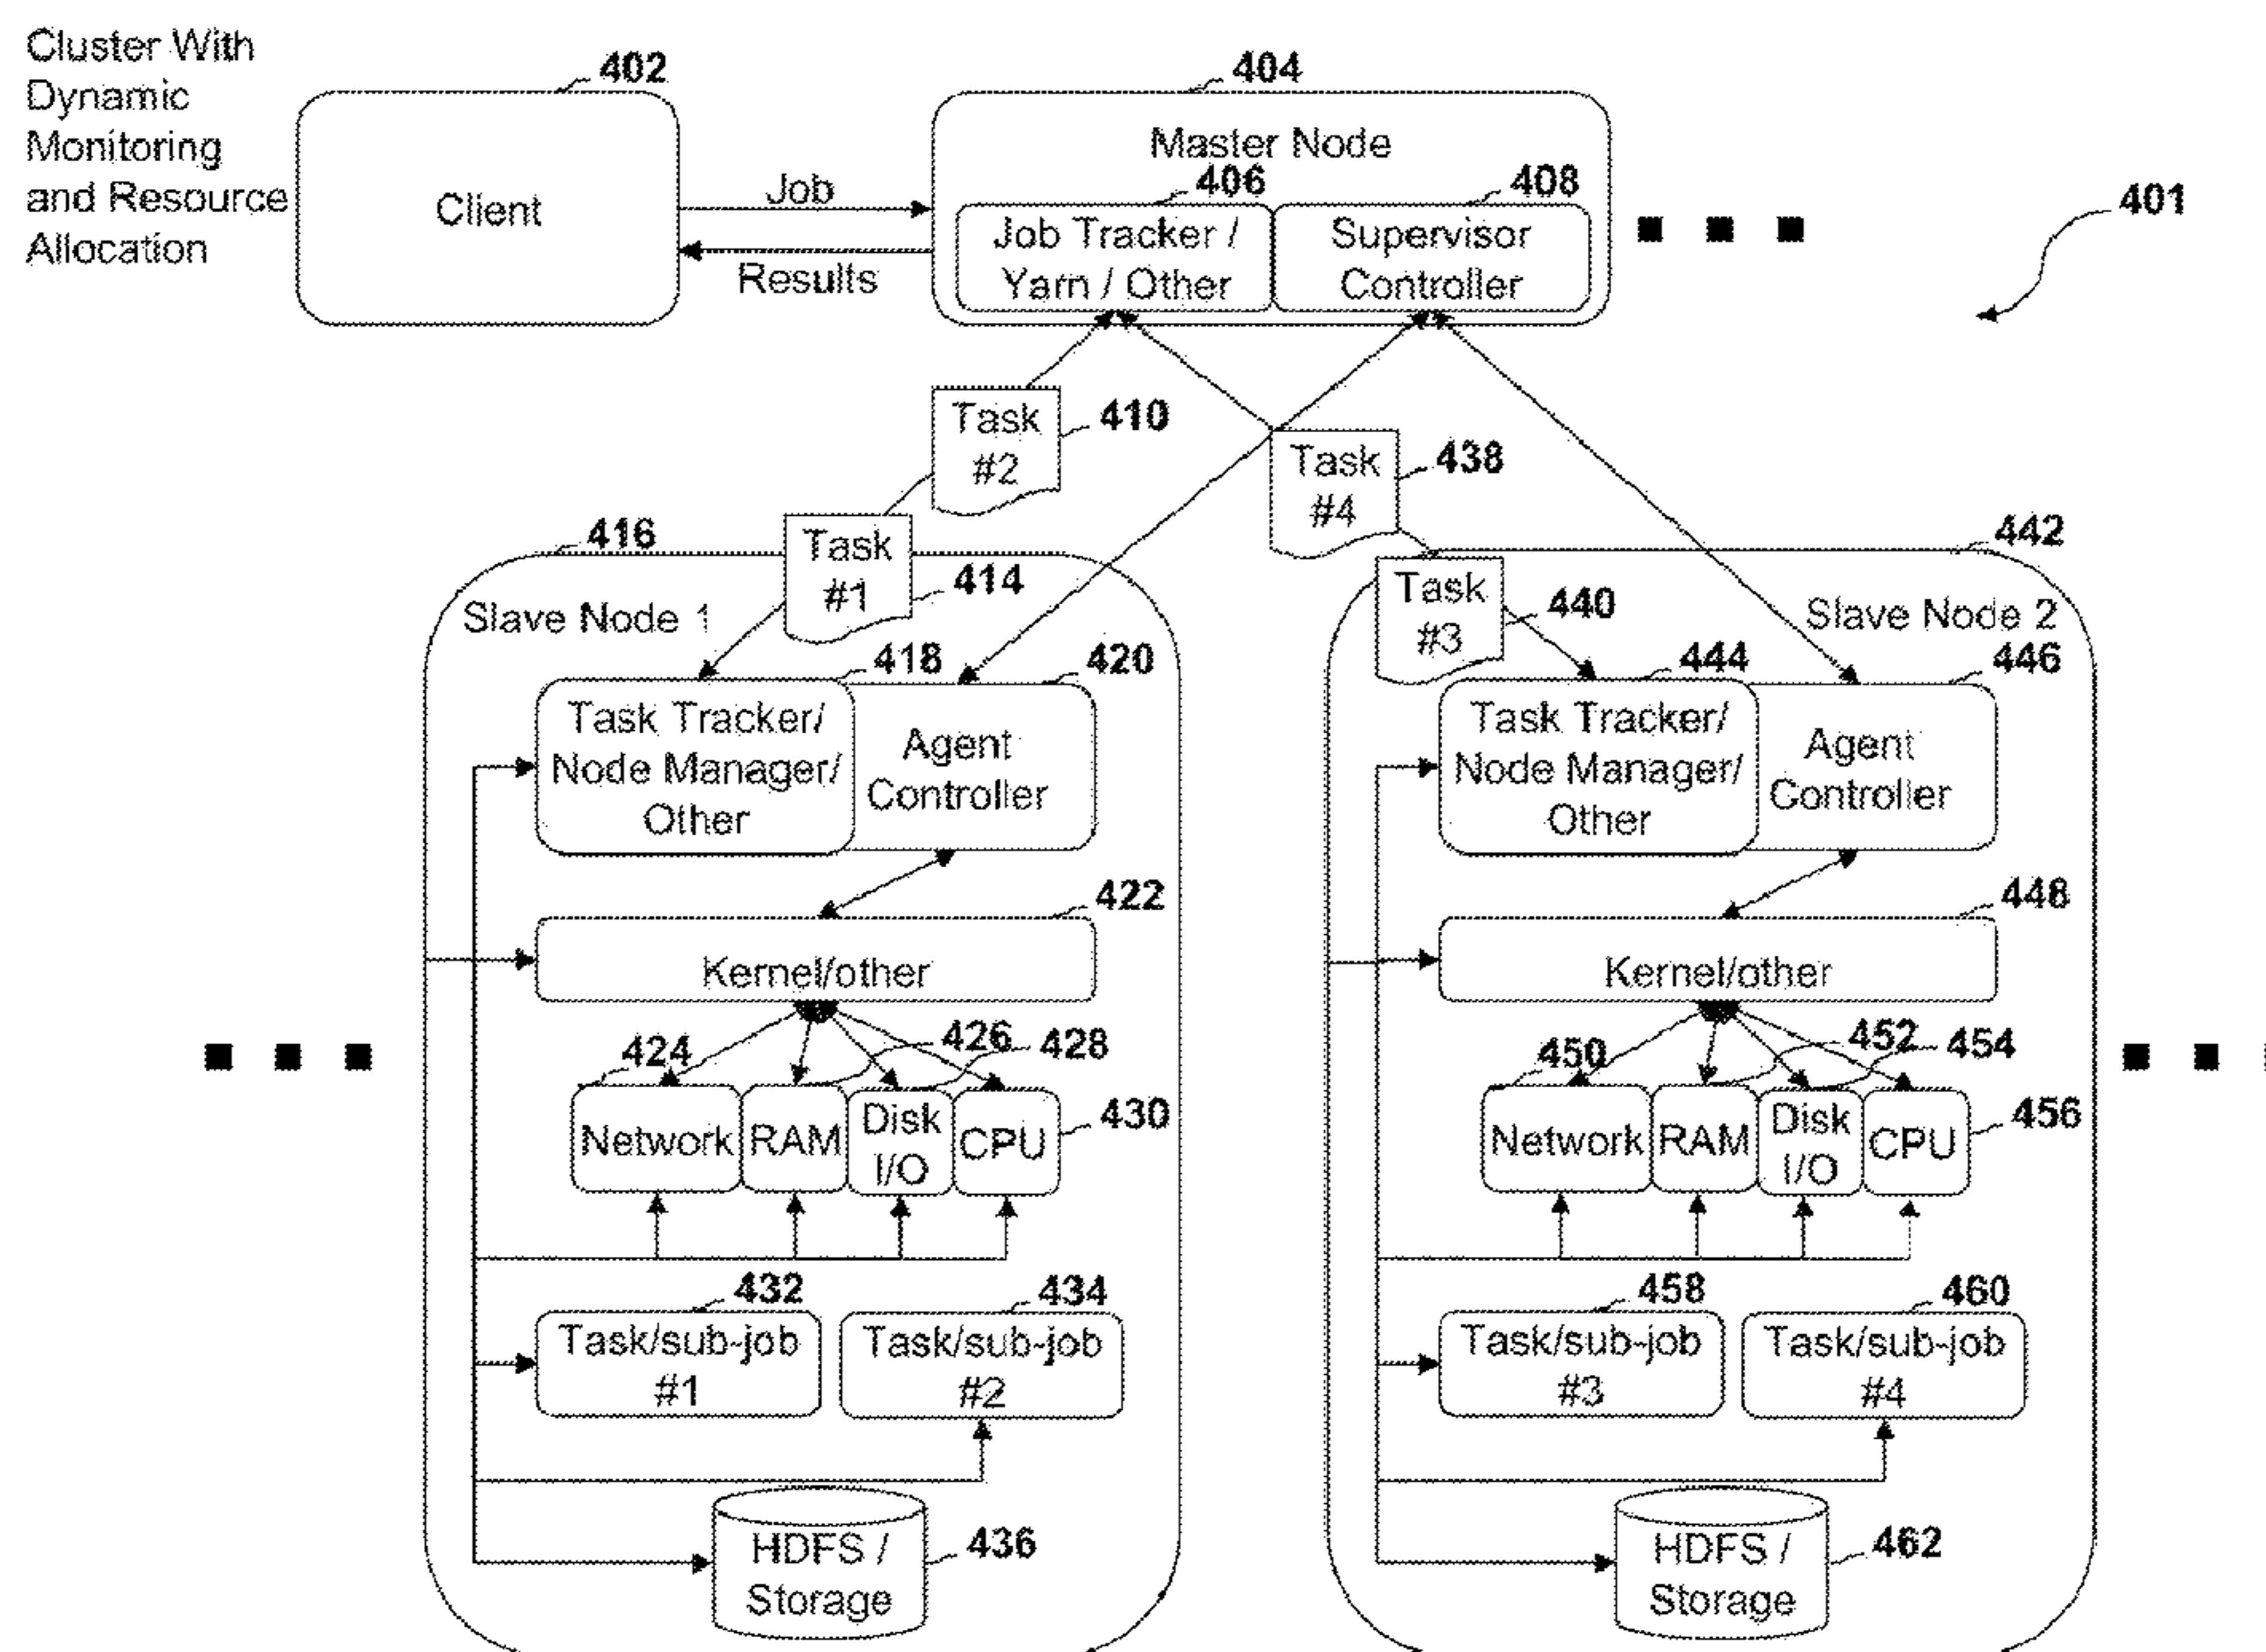 Cluster With
Dynamic
Monitoring
and Resource
Allocation
402
Client
Job
Results
404
Master Node
406
Job Tracker /
Yarn / Other
408
Supervisor
Controller
401
Task
#2
410
Task
#4
438
416
Task
#1
414
Slave Node 1
442
Task
#3
440
Slave Node 2
418
Task Tracker/
Node Manager/
Other
420
Agent
Controller
444
Task Tracker/
Node Manager/
Other
446
Agent
Controller
422
Kernel/other
448
Kernel/other
424
426
428
Network
RAM
Disk
I/O
CPU
430
450
452
454
Network
RAM
Disk
I/O
CPU
456
432
Task/sub-job
#1
434
Task/sub-job
#2
458
Task/sub-job
#3
460
Task/sub-job
#4
HDFS /
Storage
436
HDFS /
Storage
462